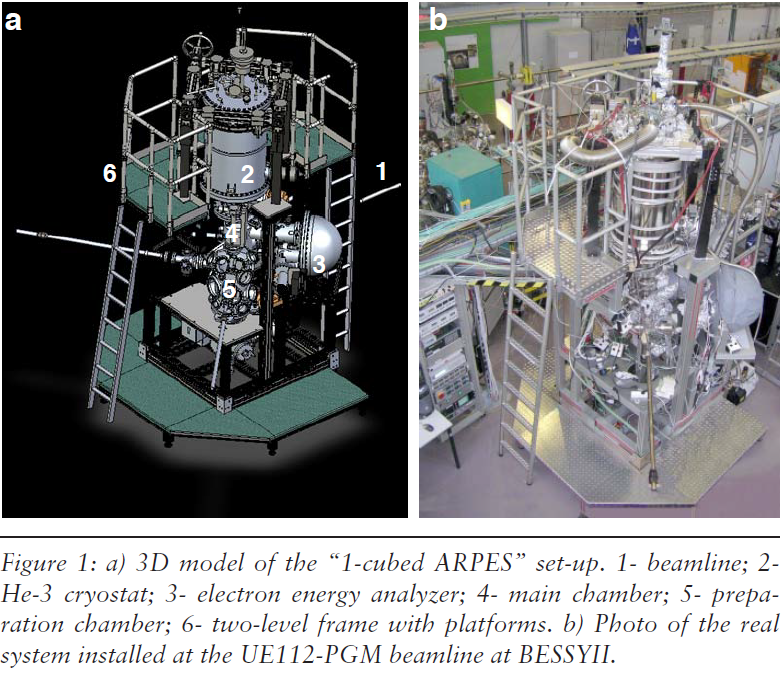 a
b
1
6
2
4
3
5
Figure 1: a) 3D model of the “1-cubed ARPES” set-up. 1- beamline; 2-
He-3 cryostat; 3- electron energy analyzer; 4- main chamber; 5- prepa-
ration chamber; 6- two-level frame with platforms. b) Photo of the real
system installed at the UE112-PGM beamline at BESSYII.